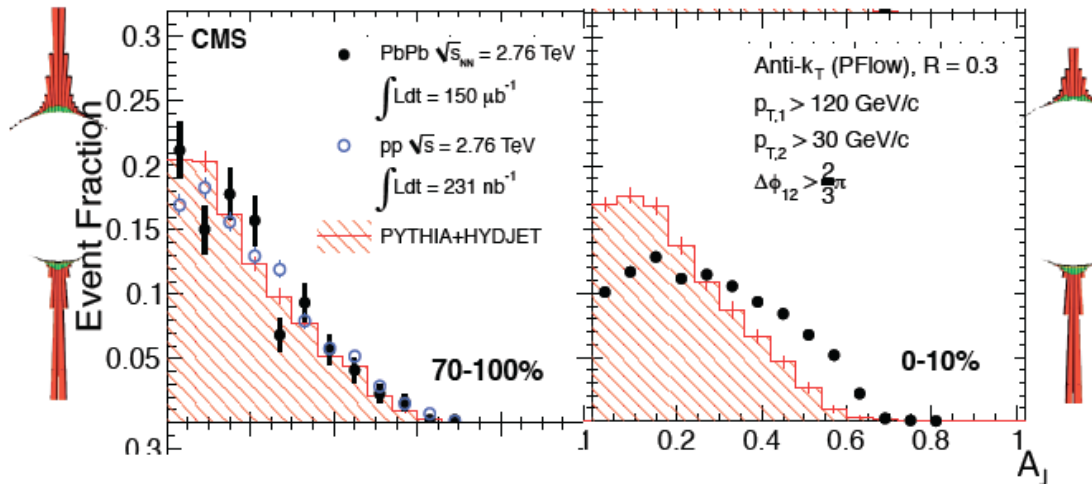 CMS
PbPb √s_NN = 2.76 TeV
∫Ldt = 150 μb⁻¹
pp √s = 2.76 TeV
∫Ldt = 231 nb⁻¹
PYTHIA+HYDJET
70-100%
Event Fraction
0.3
0.25
0.2
0.15
0.1
0.05
0.3
Anti-k_T (PFlow), R = 0.3
p_T,1 > 120 GeV/c
p_T,2 > 30 GeV/c
Δϕ₁₂ > 2/3 π
0-10%
1 0.2 0.4 0.6 0.8 1
A_J